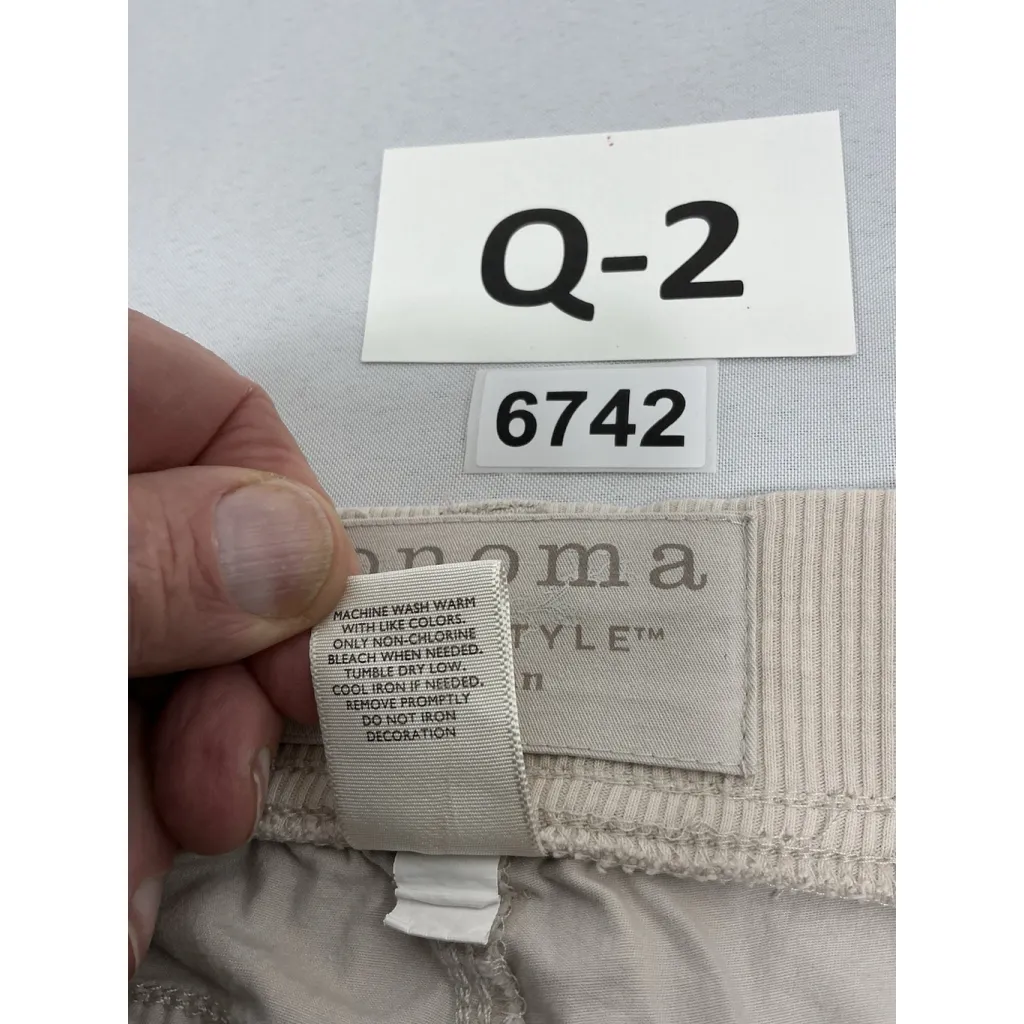 Q-2
6742
onoma
TYLE™
n
MACHINE WASH WARM
WITH LIKE COLORS.
ONLY NON-CHLORINE
BLEACH WHEN NEEDED.
TUMBLE DRY LOW.
COOL IRON IF NEEDED.
REMOVE PROMPTLY
DO NOT IRON
DECORATION